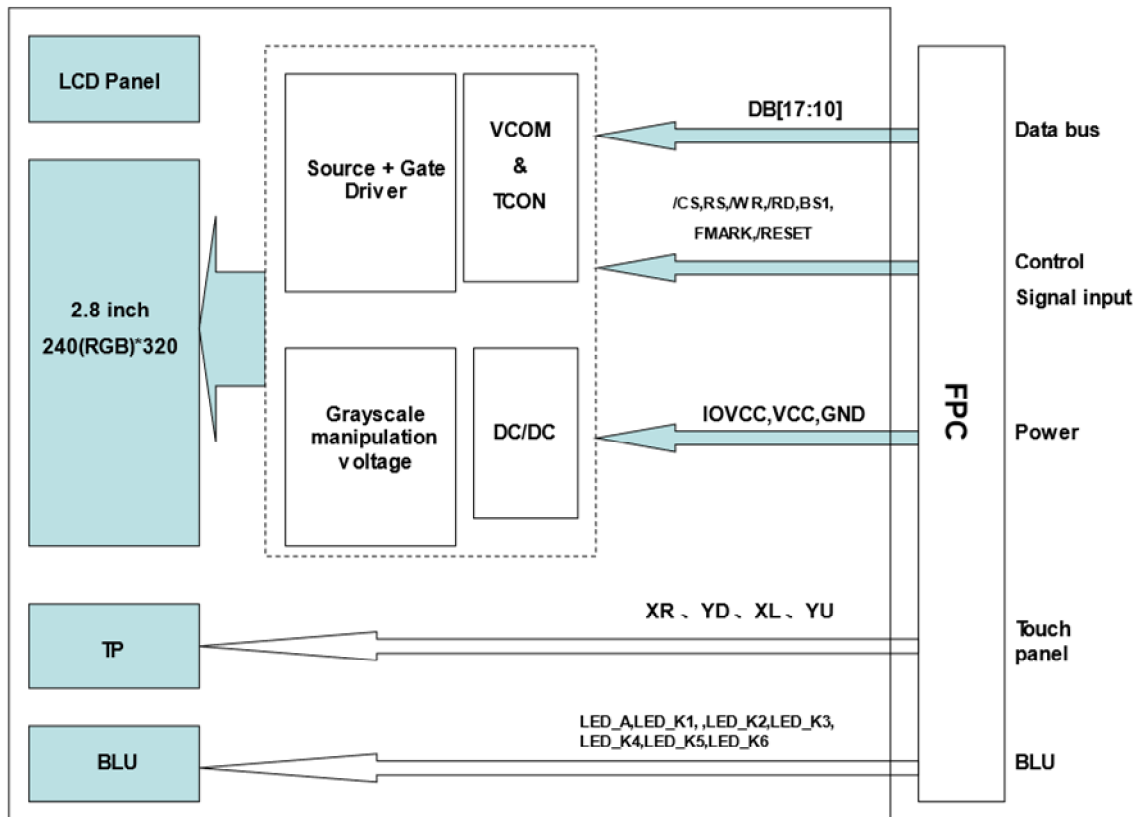 LCD Panel
2.8 inch
240(RGB)*320
Source + Gate
Driver
VCOM
&
TCON
Grayscale
manipulation
voltage
DC/DC
DB[17:10]
/CS,RS,/WR,/RD,BS1,
FMARK,/RESET
IOVCC,VCC,GND
FPC
Data bus
Control
Signal input
Power
TP
XR 、YD、XL、YU
Touch
panel
BLU
LED_A,LED_K1, ,LED_K2,LED_K3,
LED_K4,LED_K5,LED_K6
BLU